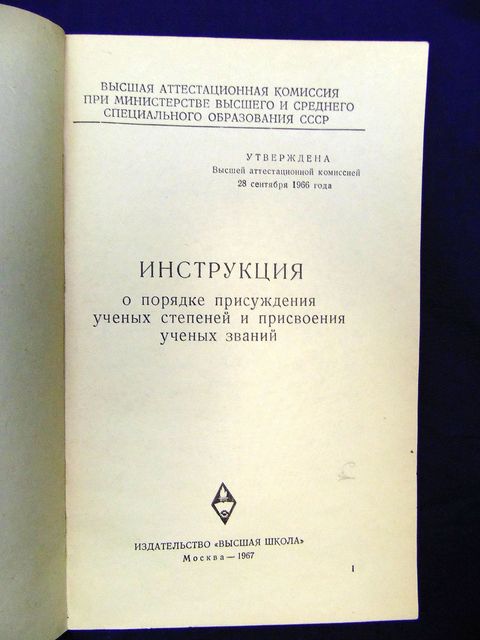 ВЫСШАЯ АТТЕСТАЦИОННАЯ КОМИССИЯ
ПРИ МИНИСТЕРСТВЕ ВЫСШЕГО И СРЕДНЕГО
СПЕЦИАЛЬНОГО ОБРАЗОВАНИЯ СССР
УТВЕРЖДЕНА
Высшей аттестационной комиссией
28 сентября 1966 года
ИНСТРУКЦИЯ
о порядке присуждения
ученых степеней и присвоения
ученых званий
ИЗДАТЕЛЬСТВО «ВЫСШАЯ ШКОЛА»
Москва — 1967
1